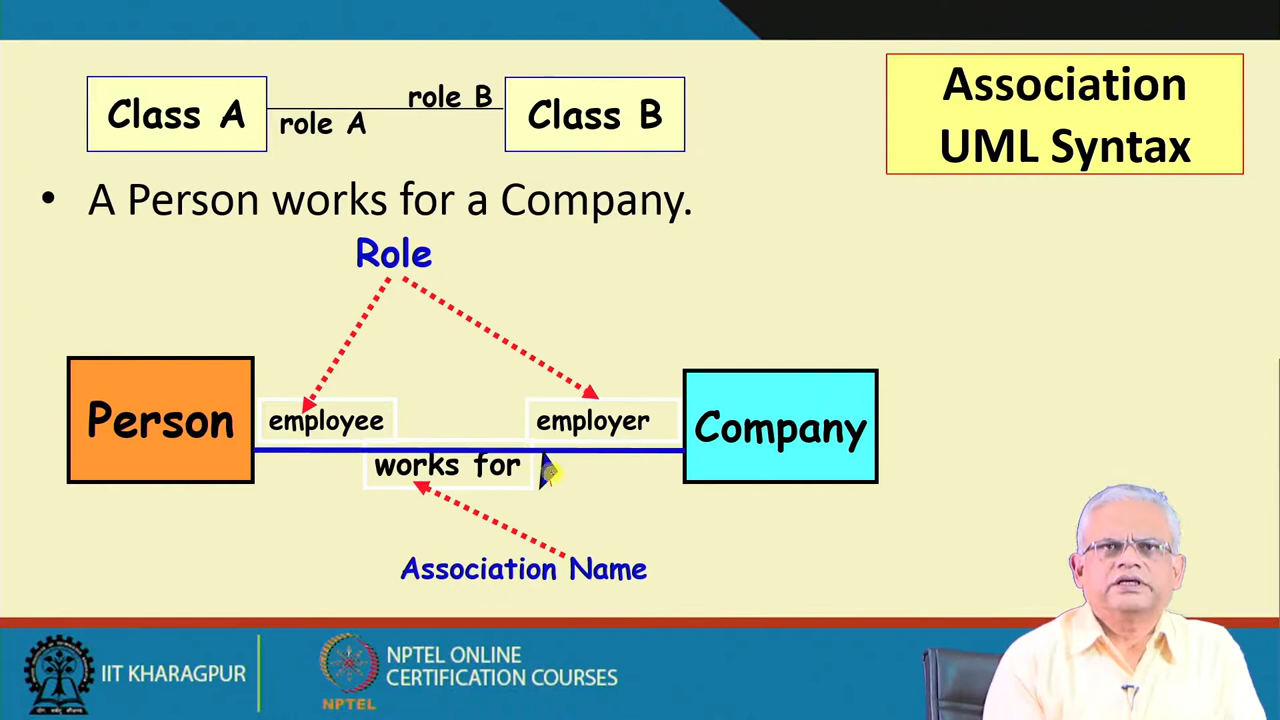 Association
UML Syntax
Class A
role A
role B
Class B
• A Person works for a Company.
Role
Person
employee
employer
Company
works for
Association Name
IIT KHARAGPUR
NPTEL
NPTEL ONLINE
CERTIFICATION COURSES